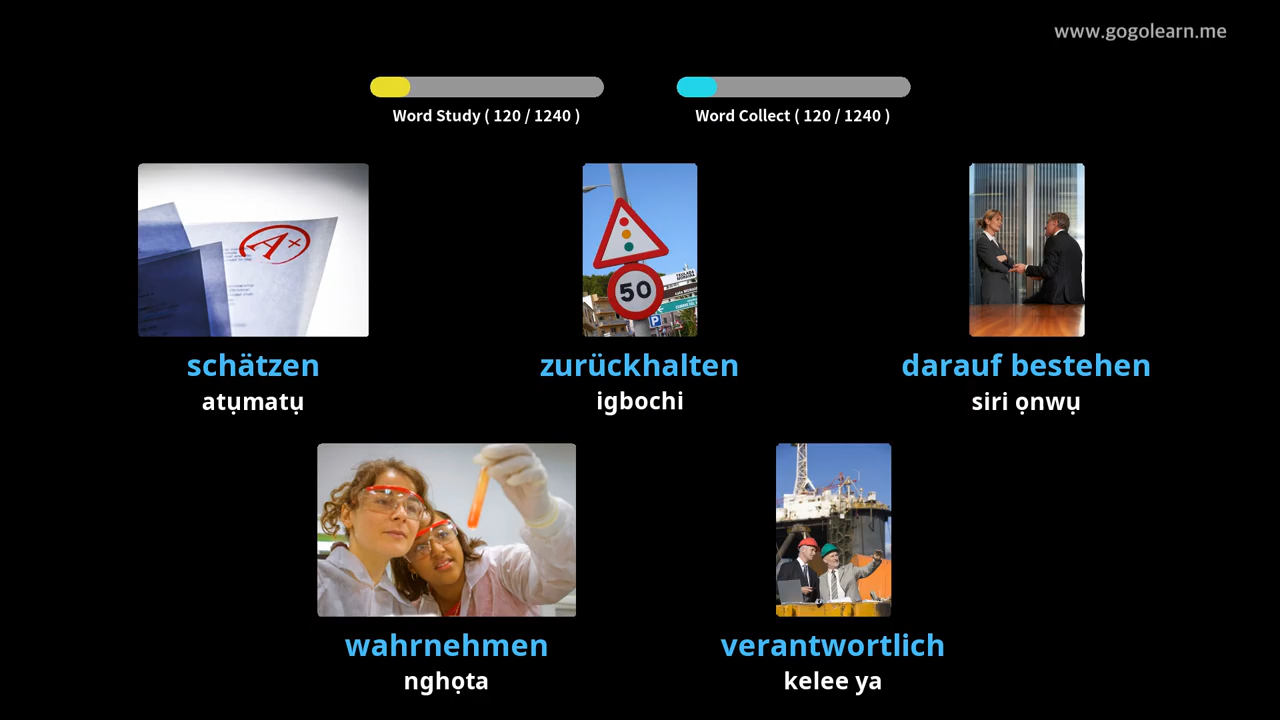 www.gogolearn.me
Word Study ( 120 / 1240 )
Word Collect ( 120 / 1240 )
A+
50
P
schätzen
atụmatụ
zurückhalten
igbochi
darauf bestehen
siri ọnwụ
wahrnehmen
nghọta
verantwortlich
kelee ya